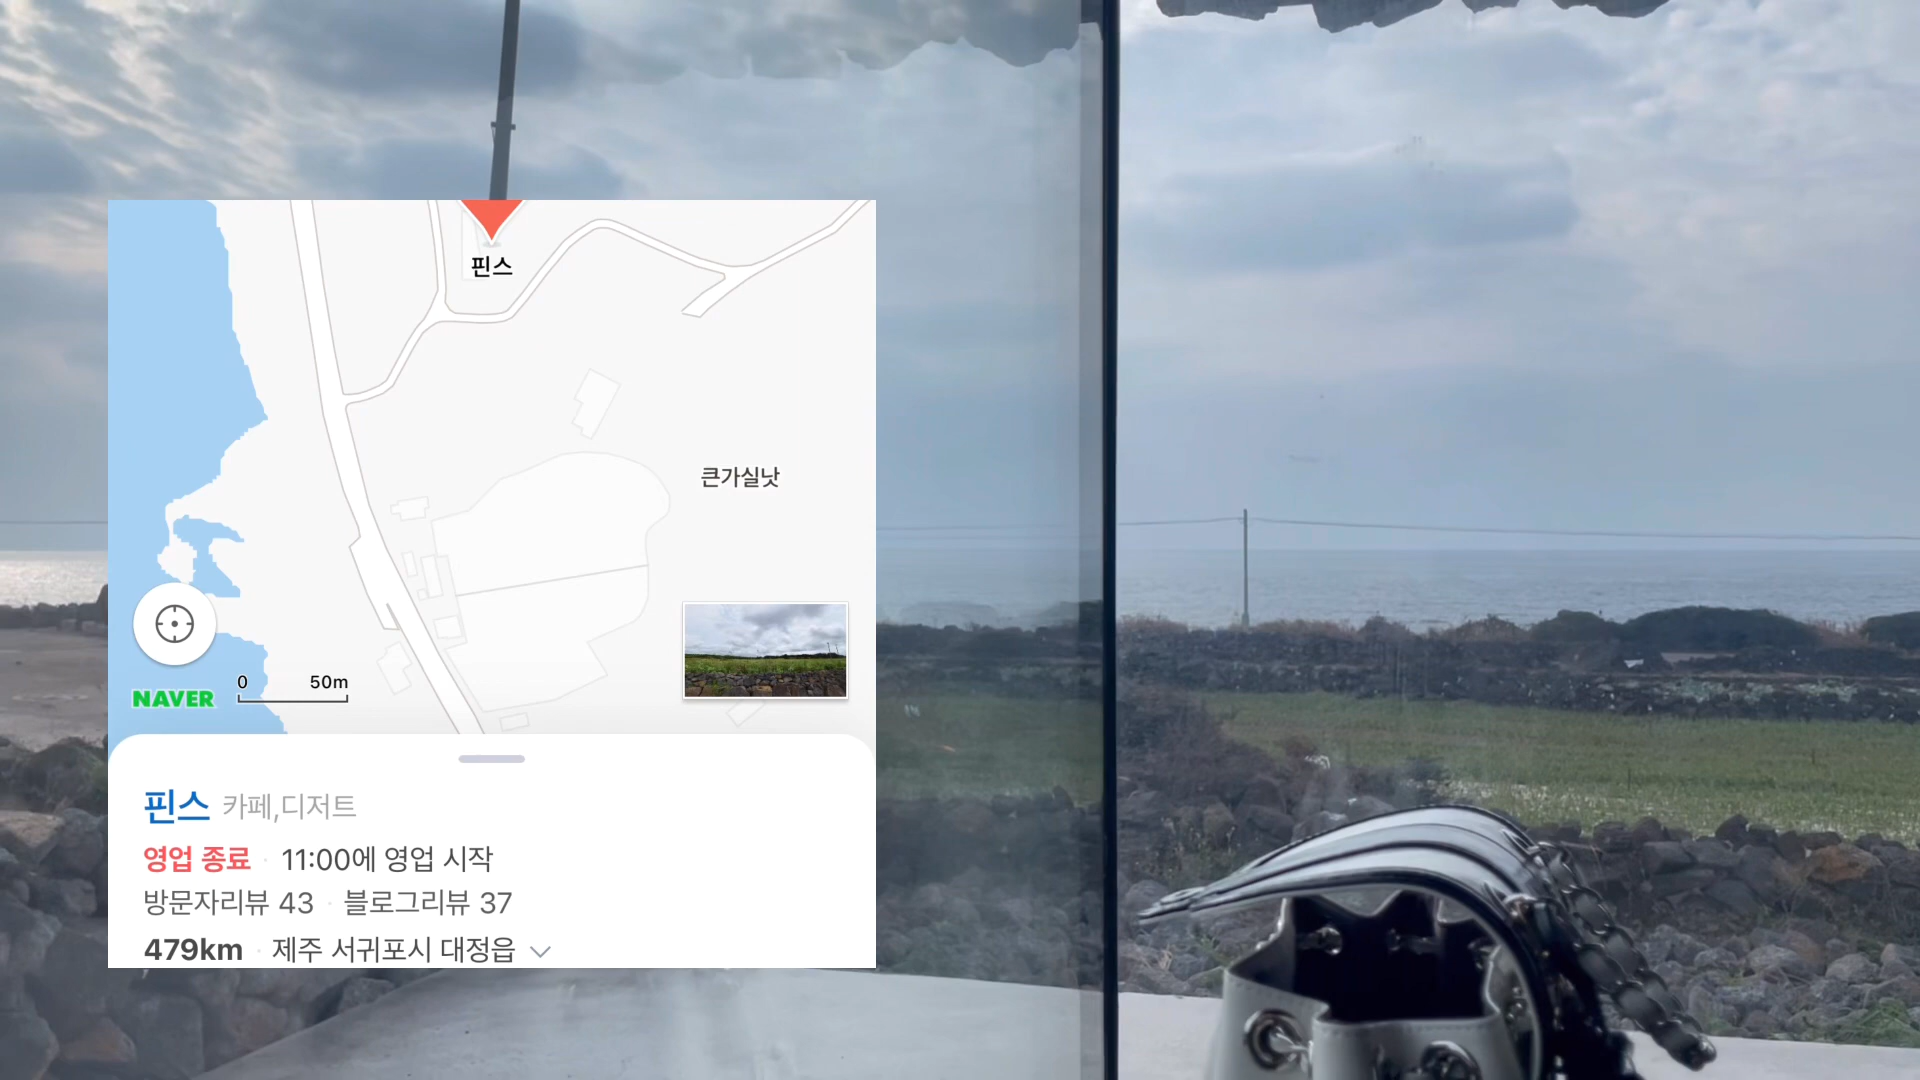 핀스
큰가실낫
0 50m
NAVER
핀스 카페,디저트
영업 종료 · 11:00에 영업 시작
방문자리뷰 43 · 블로그리뷰 37
479km · 제주 서귀포시 대정읍